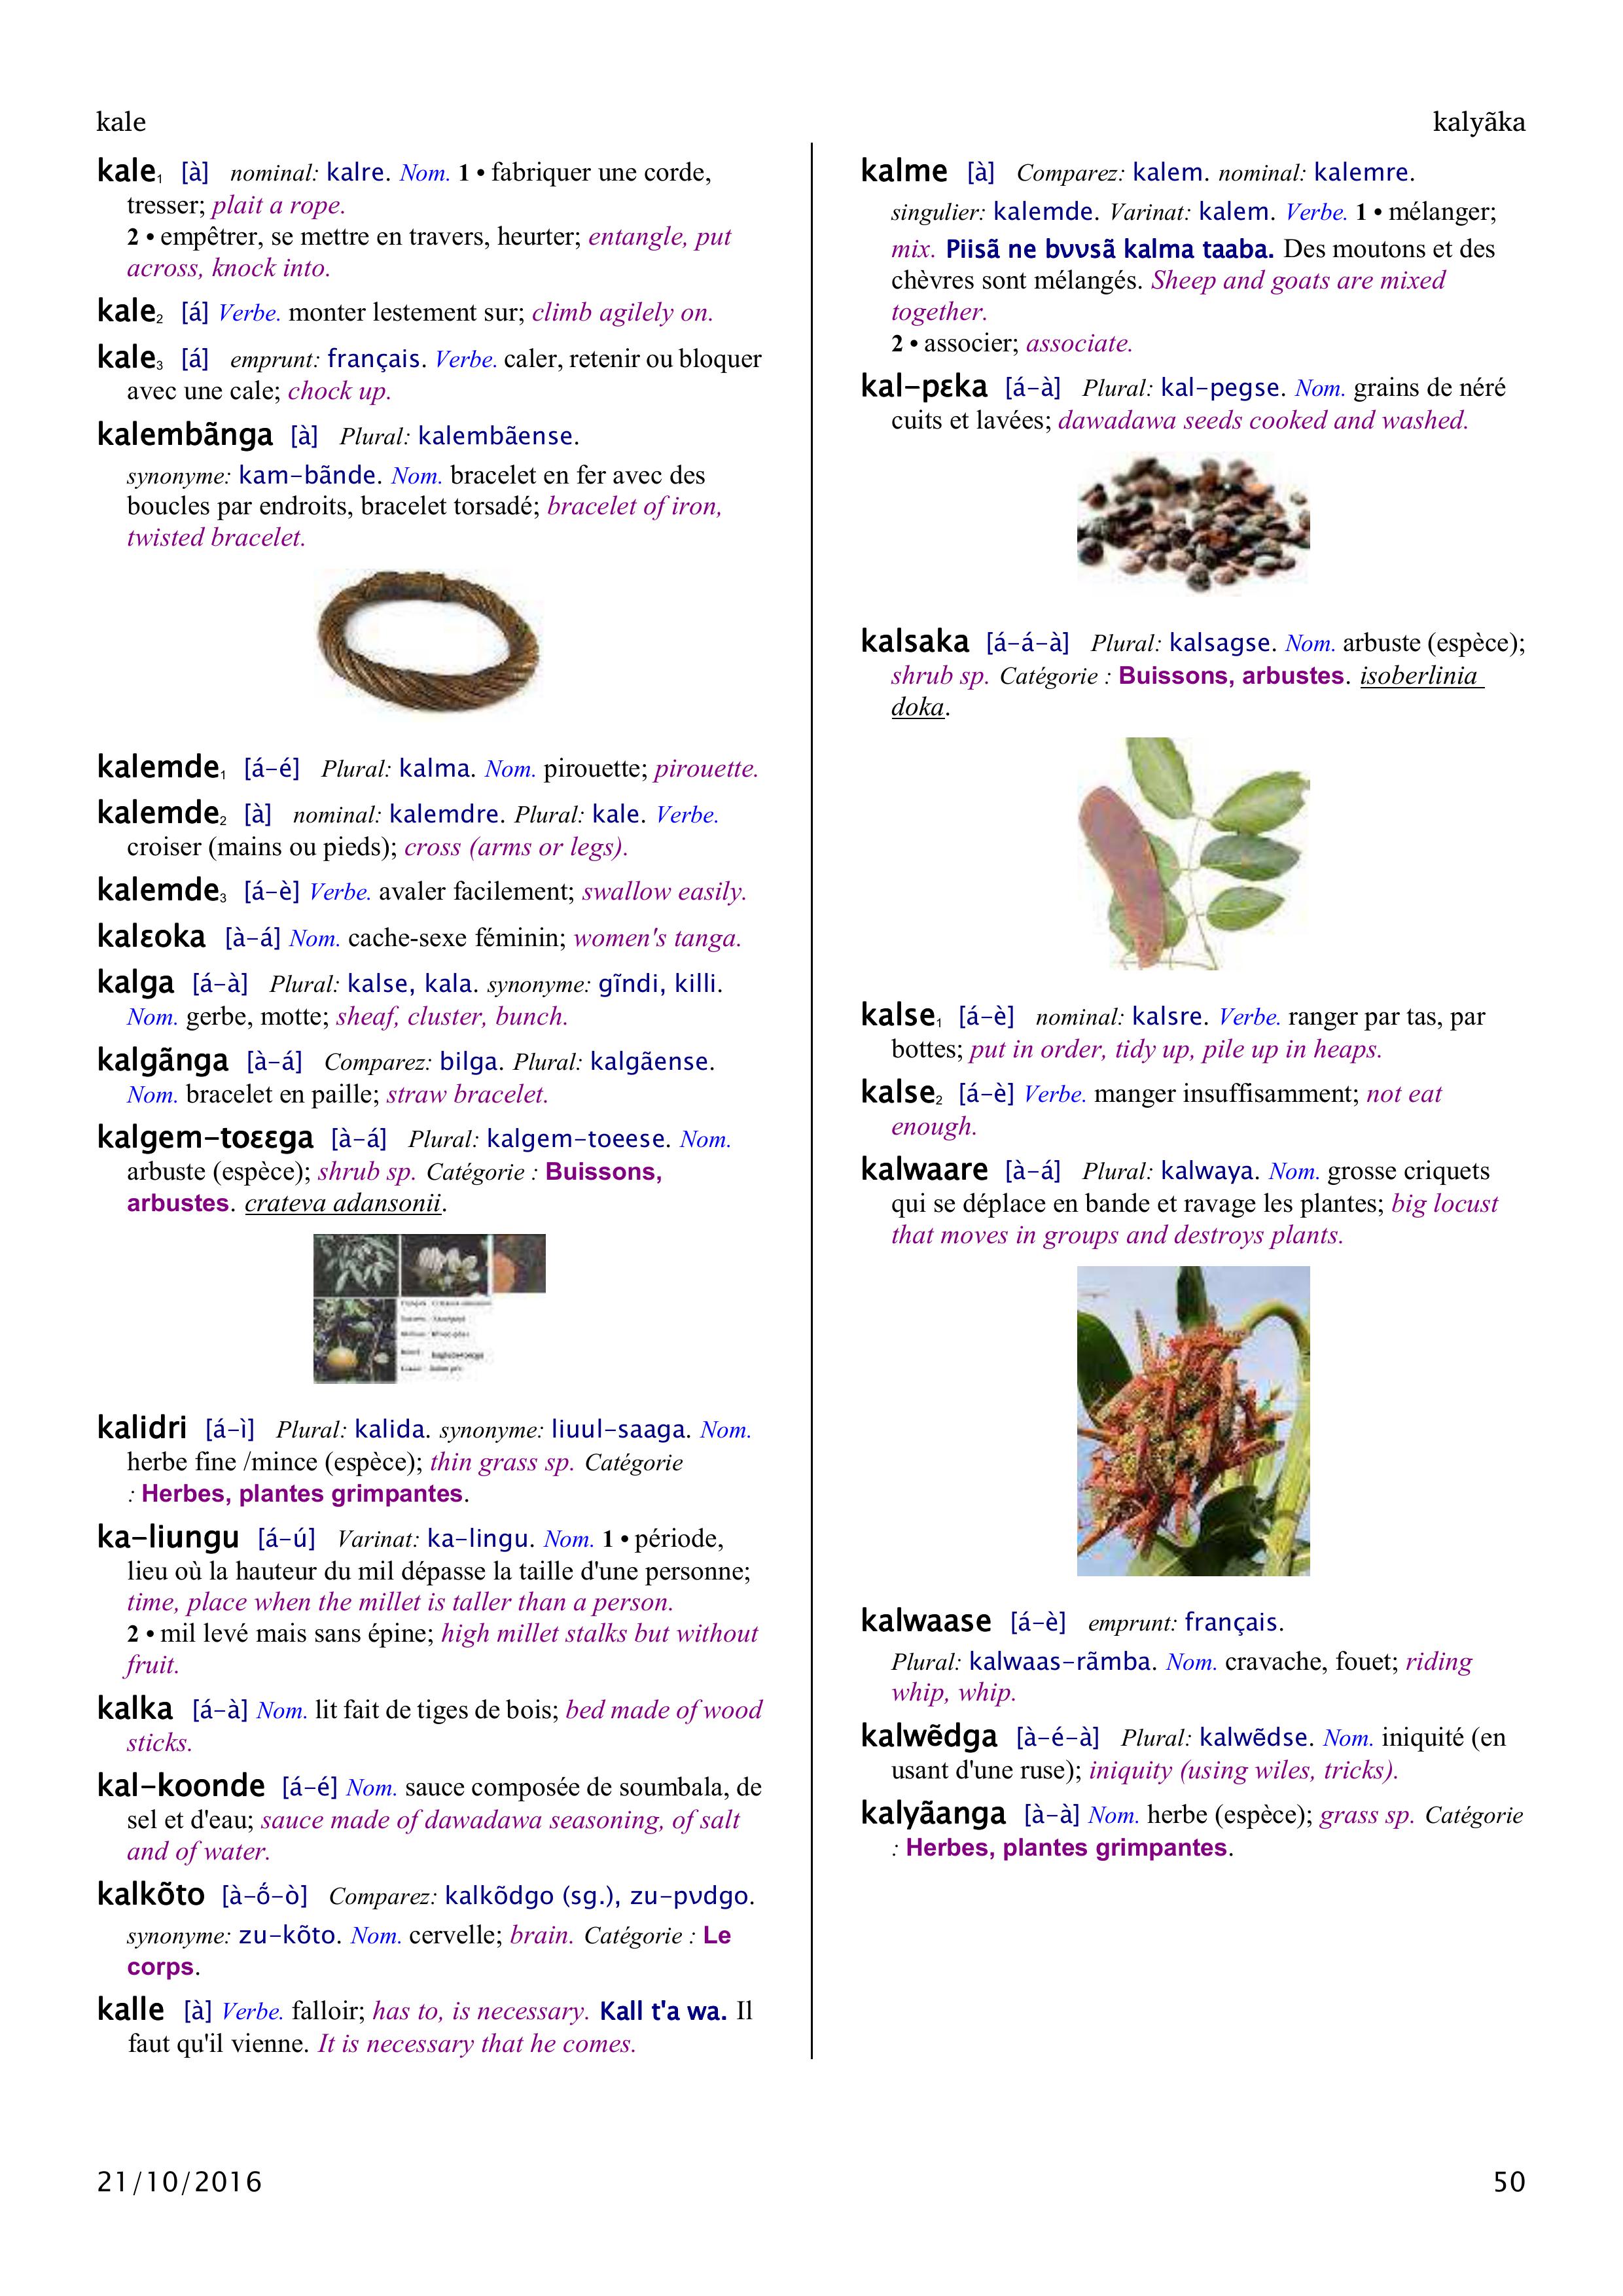 kale
kalyãka
kale₁ [à] nominal: kalre. Nom. 1 • fabriquer une corde,
tresser; plait a rope.
2 • empêtrer, se mettre en travers, heurter; entangle, put
across, knock into.
kale₂ [á] Verbe. monter lestement sur; climb agilely on.
kale₃ [á] emprunt: français. Verbe. caler, retenir ou bloquer
avec une cale; chock up.
kalembãnga [à] Plural: kalembãense.
synonyme: kam–bãnde. Nom. bracelet en fer avec des
boucles par endroits, bracelet torsadé; bracelet of iron,
twisted bracelet.
kalemde₁ [á–é] Plural: kalma. Nom. pirouette; pirouette.
kalemde₂ [à] nominal: kalemdre. Plural: kale. Verbe.
croiser (mains ou pieds); cross (arms or legs).
kalemde₃ [á–è] Verbe. avaler facilement; swallow easily.
kalɛoka [à–á] Nom. cache-sexe féminin; women's tanga.
kalga [á–à] Plural: kalse, kala. synonyme: gĩndi, killi.
Nom. gerbe, motte; sheaf, cluster, bunch.
kalgãnga [à–á] Comparez: bilga. Plural: kalgãense.
Nom. bracelet en paille; straw bracelet.
kalgem–toɛɛga [à–á] Plural: kalgem–toeese. Nom.
arbuste (espèce); shrub sp. Catégorie : Buissons,
arbustes. crateva adansonii.
kalidri [á–ì] Plural: kalida. synonyme: liuul–saaga. Nom.
herbe fine /mince (espèce); thin grass sp. Catégorie
: Herbes, plantes grimpantes.
ka–liungu [á–ú] Varinat: ka–lingu. Nom. 1 • période,
lieu où la hauteur du mil dépasse la taille d'une personne;
time, place when the millet is taller than a person.
2 • mil levé mais sans épine; high millet stalks but without
fruit.
kalka [á–à] Nom. lit fait de tiges de bois; bed made of wood
sticks.
kal–koonde [á–é] Nom. sauce composée de soumbala, de
sel et d'eau; sauce made of dawadawa seasoning, of salt
and of water.
kalkõto [à–ṍ–ò] Comparez: kalkõdgo (sg.), zu–pʋdgo.
synonyme: zu–kõto. Nom. cervelle; brain. Catégorie : Le
corps.
kalle [à] Verbe. falloir; has to, is necessary. Kall t'a wa. Il
faut qu'il vienne. It is necessary that he comes.
kalme [à] Comparez: kalem. nominal: kalemre.
singulier: kalemde. Varinat: kalem. Verbe. 1 • mélanger;
mix. Piisã ne bʋʋsã kalma taaba. Des moutons et des
chèvres sont mélangés. Sheep and goats are mixed
together.
2 • associer; associate.
kal–pɛka [á–à] Plural: kal–pegse. Nom. grains de néré
cuits et lavées; dawadawa seeds cooked and washed.
kalsaka [á–á–à] Plural: kalsagse. Nom. arbuste (espèce);
shrub sp. Catégorie : Buissons, arbustes. isoberlinia
doka.
kalse₁ [á–è] nominal: kalsre. Verbe. ranger par tas, par
bottes; put in order, tidy up, pile up in heaps.
kalse₂ [á–è] Verbe. manger insuffisamment; not eat
enough.
kalwaare [à–á] Plural: kalwaya. Nom. grosse criquets
qui se déplace en bande et ravage les plantes; big locust
that moves in groups and destroys plants.
kalwaase [á–è] emprunt: français.
Plural: kalwaas–rãmba. Nom. cravache, fouet; riding
whip, whip.
kalwẽdga [à–é–à] Plural: kalwẽdse. Nom. iniquité (en
usant d'une ruse); iniquity (using wiles, tricks).
kalyãanga [à–à] Nom. herbe (espèce); grass sp. Catégorie
: Herbes, plantes grimpantes.
21/10/2016
50